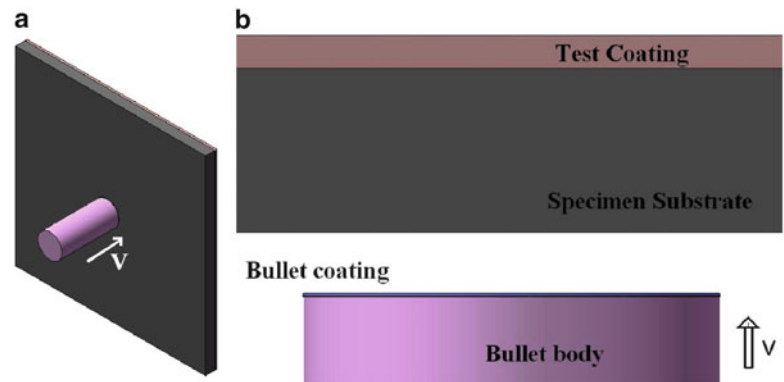 a
b
Test Coating
Specimen Substrate
V
Bullet coating
Bullet body
V